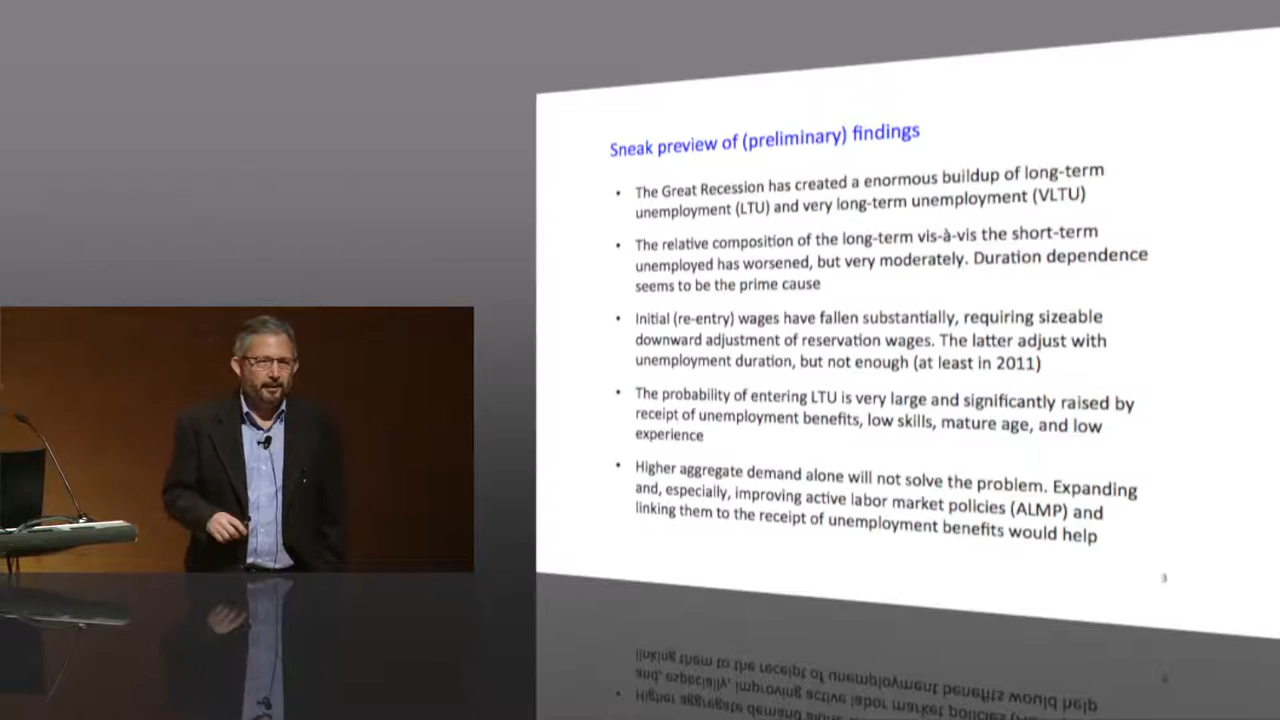 Sneak preview of (preliminary) findings
• The Great Recession has created a enormous buildup of long-term
unemployment (LTU) and very long-term unemployment (VLTU)
• The relative composition of the long-term vis-à-vis the short-term
unemployed has worsened, but very moderately. Duration dependence
seems to be the prime cause
• Initial (re-entry) wages have fallen substantially, requiring sizeable
downward adjustment of reservation wages. The latter adjust with
unemployment duration, but not enough (at least in 2011)
• The probability of entering LTU is very large and significantly raised by
receipt of unemployment benefits, low skills, mature age, and low
experience
• Higher aggregate demand alone will not solve the problem. Expanding
and, especially, improving active labor market policies (ALMP) and
linking them to the receipt of unemployment benefits would help
3